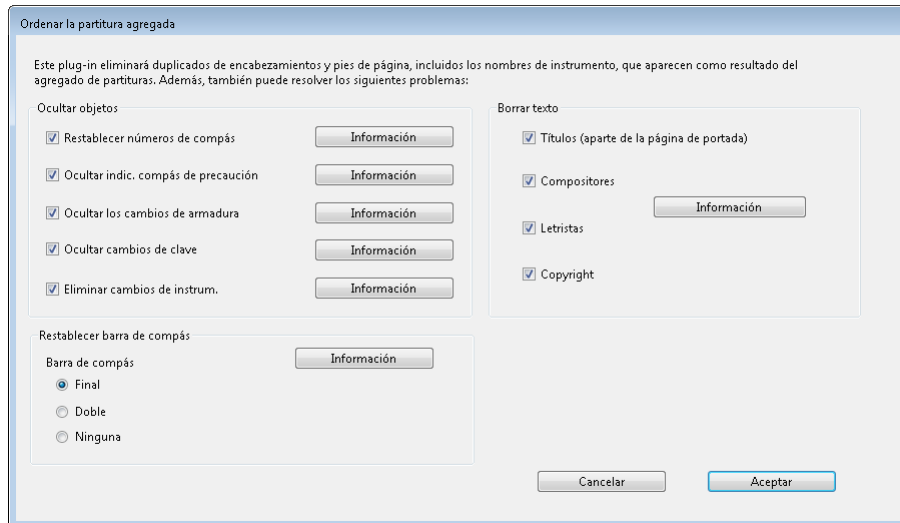 Ordenar la partitura agregada
Este plug-in eliminará duplicados de encabezamientos y pies de página, incluidos los nombres de instrumento, que aparecen como resultado del
agregado de partituras. Además, también puede resolver los siguientes problemas:
Ocultar objetos
Restablecer números de compás
Información
Ocultar indic. compás de precaución
Información
Ocultar los cambios de armadura
Información
Ocultar cambios de clave
Información
Eliminar cambios de instrum.
Información
Borrar texto
Títulos (aparte de la página de portada)
Compositores
Información
Letristas
Copyright
Restablecer barra de compás
Barra de compás
Información
Final
Doble
Ninguna
Cancelar
Aceptar